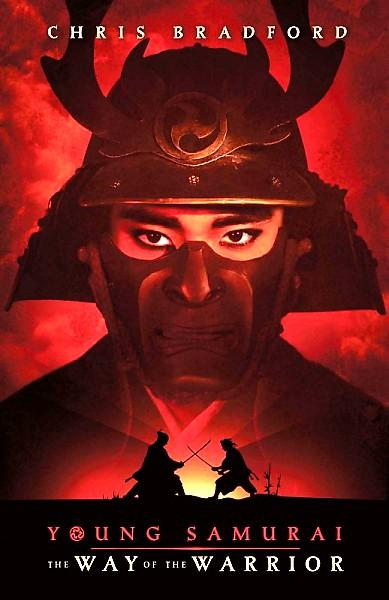 CHRIS BRADFORD
YOUNG SAMURAI
THE WAY OF THE WARRIOR